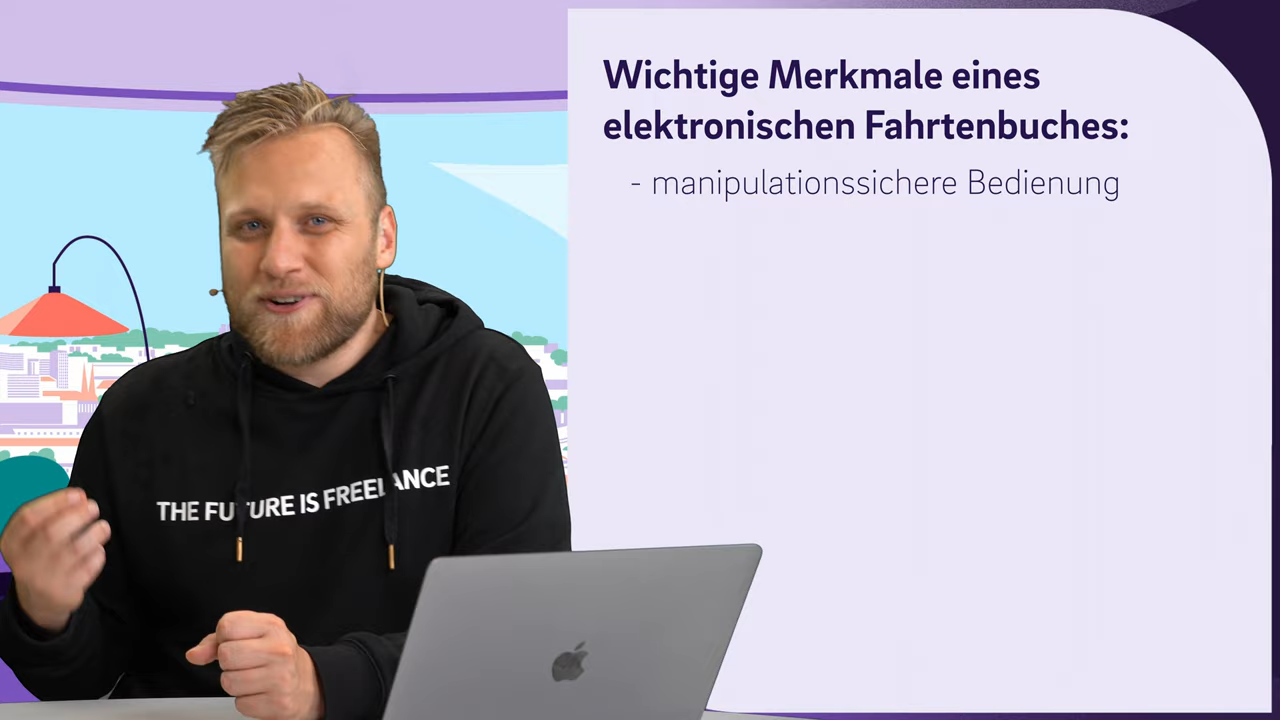 Wichtige Merkmale eines
elektronischen Fahrtenbuches:
- manipulationssichere Bedienung
THE FUTURE IS FREELANCE